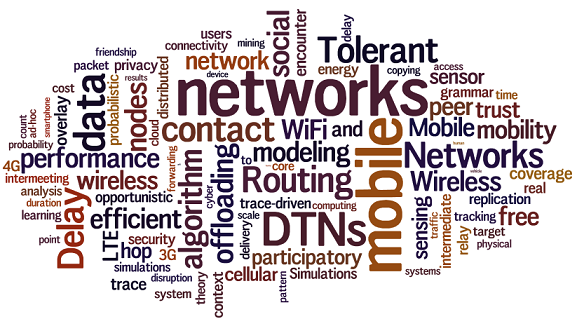 users
social
encounter
delay
friendship
connectivity
mining
Tolerant
packet
privacy
network
device
energy
copying
access
sensor
cost
data
probabilistic
results
nodes
distributed
networks
grammar
time
count
ad-hoc
smartphone
overlay
cloud
contact
WiFi
and
mobile
Mobile
peer
trust
mobility
probability
4G
performance
forwarding
algorithm
cyber
offloading
to
modeling
core
Networks
human
intermeeting
wireless
Routing
Wireless
vehicle
coverage
analysis
duration
opportunistic
trace-driven
computing
real
learning
Delay
efficient
scale
delivery
DTNs
sensing
traffic
intermediate
replication
tracking
free
point
LTE
hop
security
3G
relay
target
physical
simulations
participatory
trace
disruption
system
theory
context
cellular
pattern
Simulations
systems